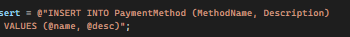 sert = @"INSERT INTO PaymentMethod (MethodName, Description)
VALUES (@name, @desc)";